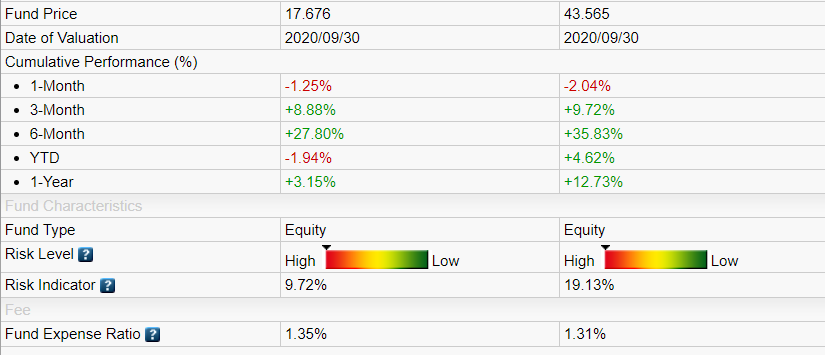 Fund Price 17.676 43.565
Date of Valuation 2020/09/30 2020/09/30
Cumulative Performance (%)
• 1-Month -1.25% -2.04%
• 3-Month +8.88% +9.72%
• 6-Month +27.80% +35.83%
• YTD -1.94% +4.62%
• 1-Year +3.15% +12.73%
Fund Characteristics
Fund Type Equity Equity
Risk Level ? High Low High Low
Risk Indicator ? 9.72% 19.13%
Fee
Fund Expense Ratio ? 1.35% 1.31%